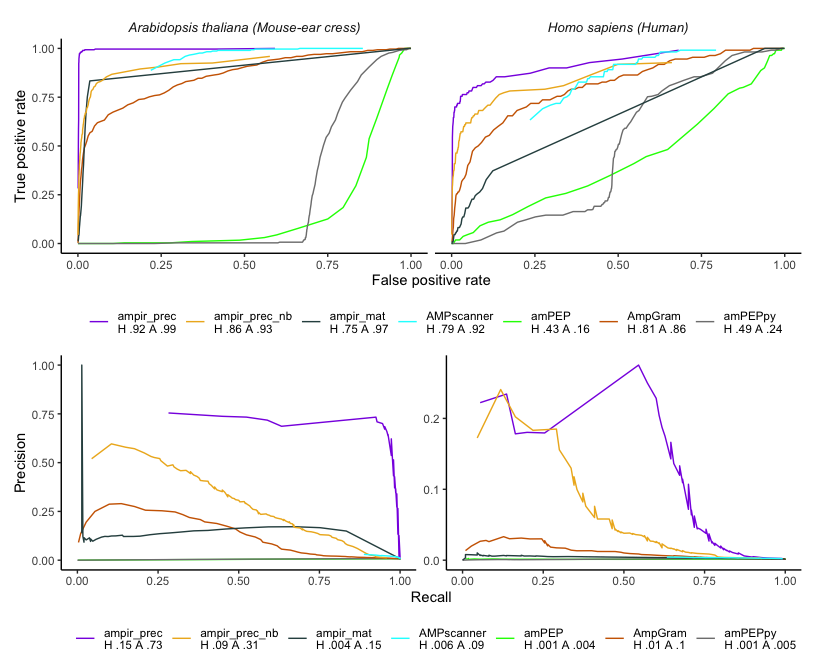 Arabidopsis thaliana (Mouse-ear cress)
Homo sapiens (Human)
True positive rate
1.00
0.75
0.50
0.25
0.00
0.00 0.25 0.50 0.75 1.00
0.00 0.25 0.50 0.75 1.00
False positive rate
ampir_prec ampir_prec_nb ampir_mat AMPscanner amPEP AmpGram amPEPpy
H .92 A .99 H .86 A .93 H .75 A .97 H .79 A .92 H .43 A .16 H .81 A .86 H .49 A .24
Precision
1.00
0.75
0.50
0.25
0.00
0.2
0.1
0.0
0.00 0.25 0.50 0.75 1.00
0.00 0.25 0.50 0.75 1.00
Recall
ampir_prec ampir_prec_nb ampir_mat AMPscanner amPEP AmpGram amPEPpy
H .15 A .73 H .09 A .31 H .004 A .15 H .006 A .09 H .001 A .004 H .01 A .1 H .001 A .005